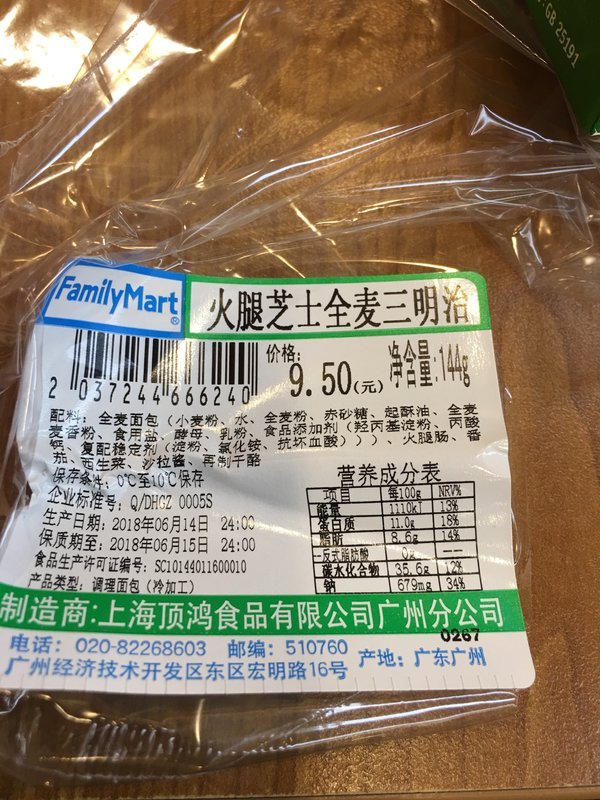 GB 25191
FamilyMart®
火腿芝士全麦三明治
价格:
9.50(元)
净含量:144g
2 037244 666240
配料: 全麦面包(小麦粉、水、全麦粉、赤砂糖、起酥油、全麦
麦香粉、食用盐、酵母、乳粉、食品添加剂(羟丙基淀粉、丙酸
钙、复配稳定剂(淀粉、氯化铵、抗坏血酸)))、火腿肠、番
茄、西生菜、沙拉酱、再制干酪
保存条件: 0℃至10℃保存
企业标准号: Q/DHGZ 0005S
生产日期: 2018年06月14日 24:00
保质期至: 2018年06月15日 24:00
食品生产许可证编号: SC10144011600010
产品类型: 调理面包(冷加工)
营养成分表
项目 每100g NRV%
能量 1110kJ 13%
蛋白质 11.0g 18%
脂肪 8.6g 14%
—反式脂肪酸 0g ——
碳水化合物 35.6g 12%
钠 679mg 34%
制造商:上海顶鸿食品有限公司广州分公司
0267
电话: 020-82268603 邮编: 510760
广州经济技术开发区东区宏明路16号 产地: 广东广州